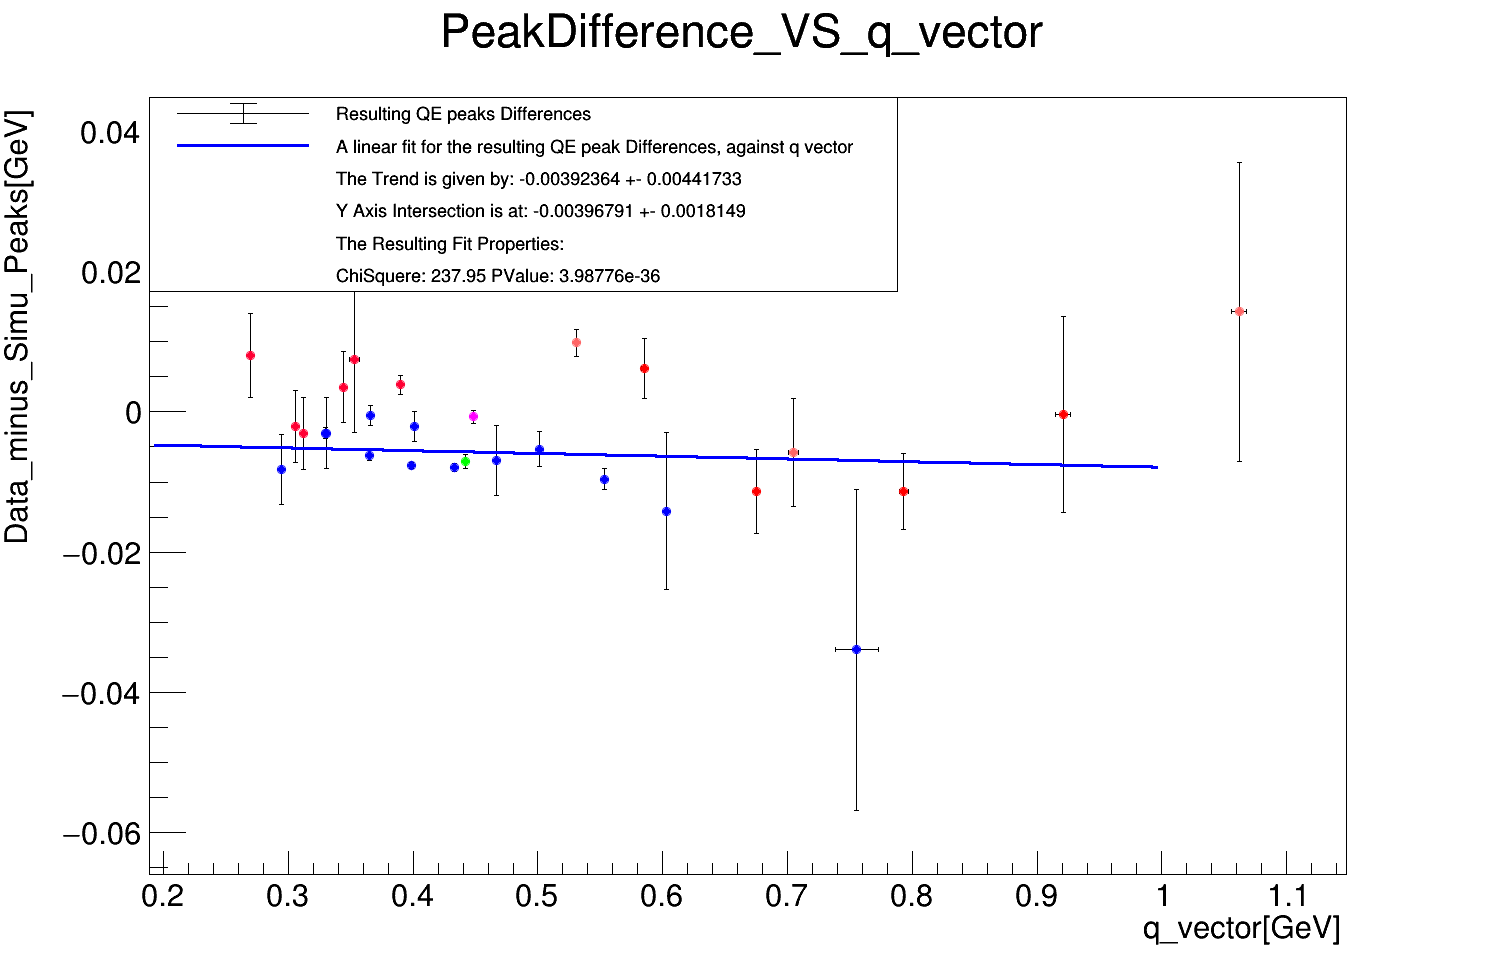 PeakDifference_VS_q_vector
Resulting QE peaks Differences
A linear fit for the resulting QE peak Differences, against q vector
The Trend is given by: -0.00392364 +- 0.00441733
Y Axis Intersection is at: -0.00396791 +- 0.0018149
The Resulting Fit Properties:
ChiSquere: 237.95 PValue: 3.98776e-36
Data_minus_Simu_Peaks[GeV]
0.04
0.02
0
−0.02
−0.04
−0.06
0.2 0.3 0.4 0.5 0.6 0.7 0.8 0.9 1 1.1
q_vector[GeV]